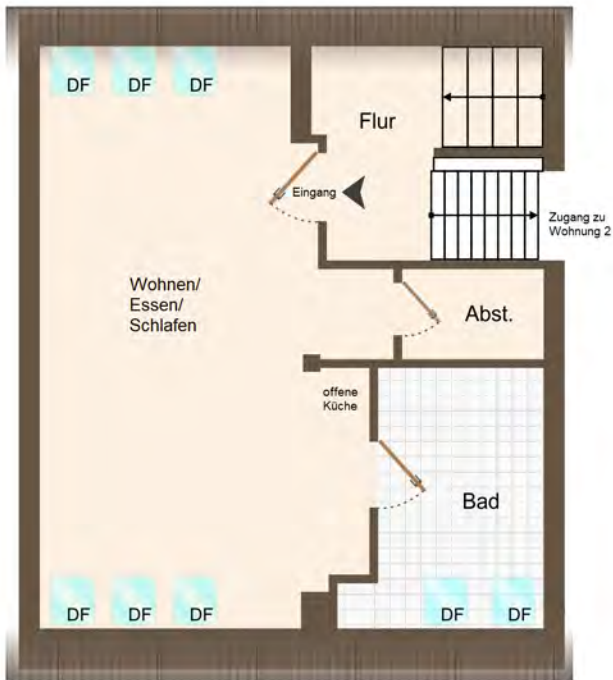 DF DF DF
Flur
Eingang
Zugang zu
Wohnung 2
Wohnen/
Essen/
Schlafen
Abst.
offene
Küche
Bad
DF DF DF DF DF